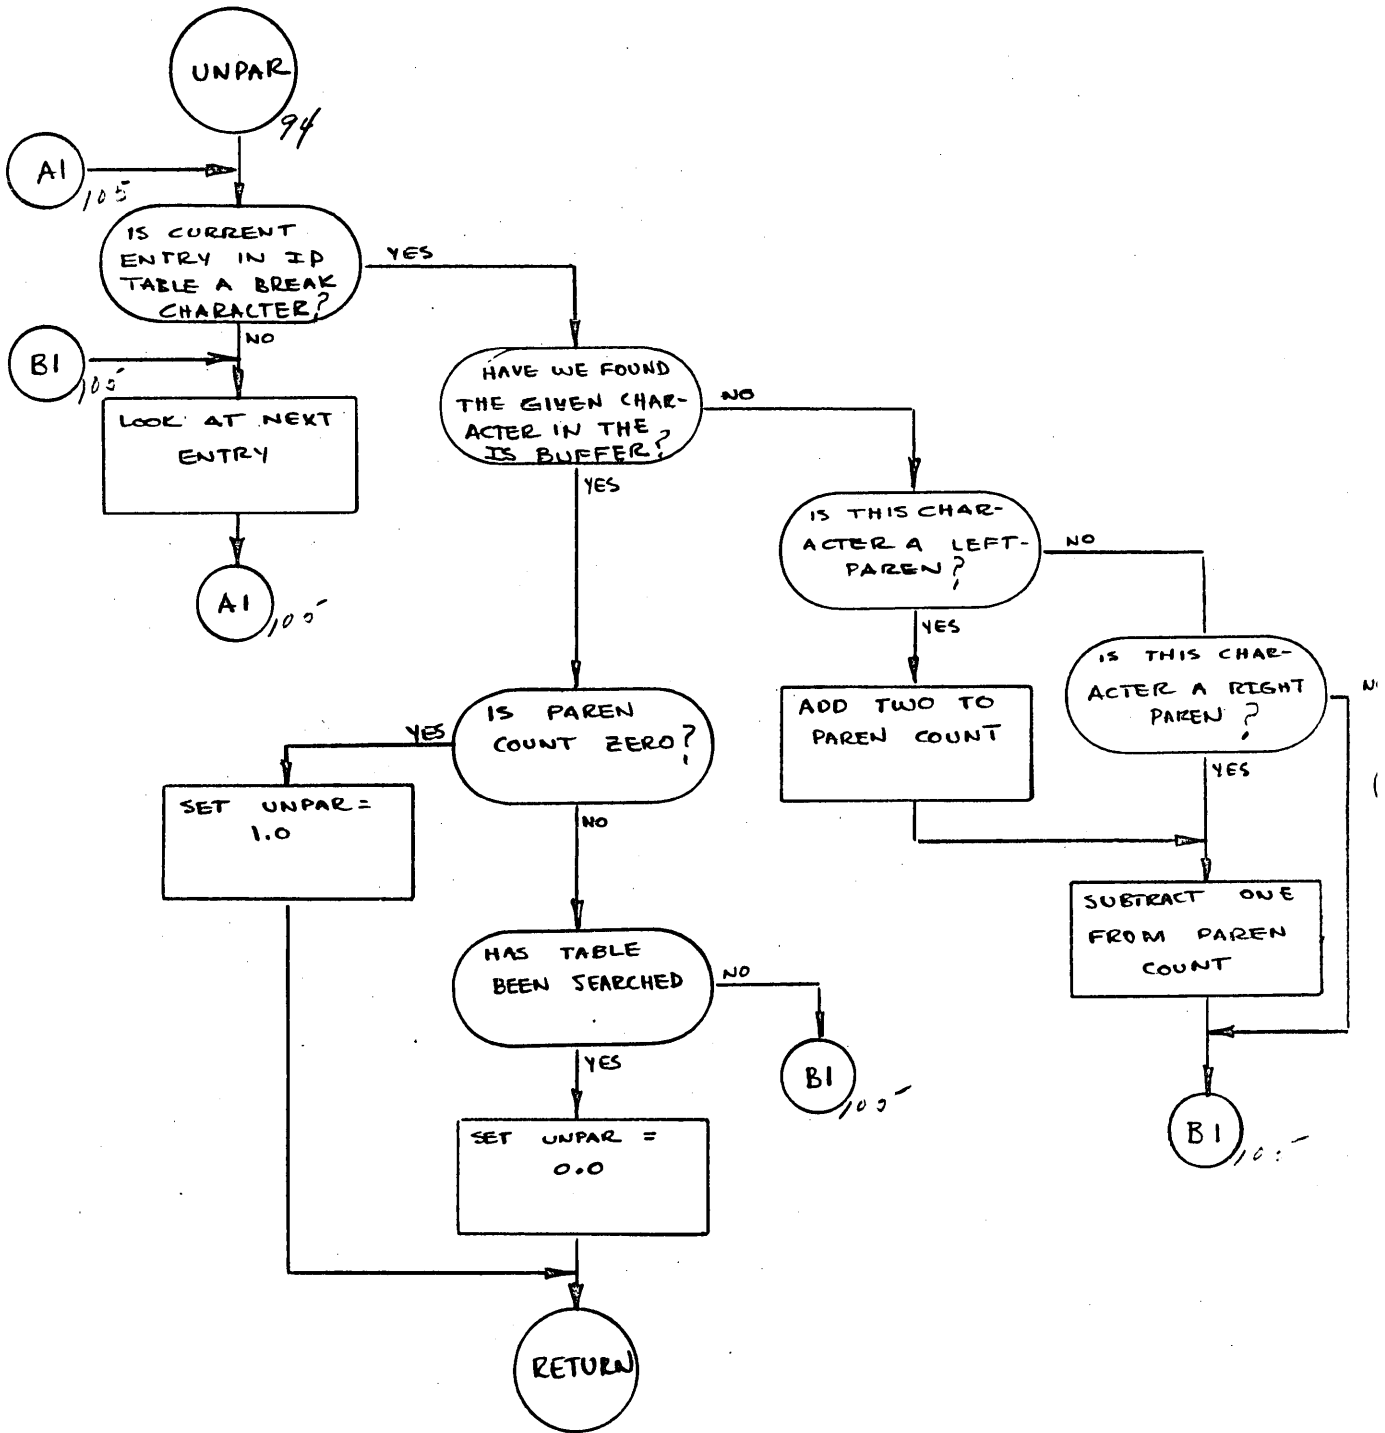 UNPAR
94
A1
105
IS CURRENT
ENTRY IN ID
TABLE A BREAK
CHARACTER?
YES
NO
B1
105
LOOK AT NEXT
ENTRY
A1
105
HAVE WE FOUND
THE GIVEN CHAR-
ACTER IN THE
IS BUFFER?
NO
YES
IS THIS CHAR-
ACTER A LEFT-
PAREN?
NO
YES
ADD TWO TO
PAREN COUNT
IS THIS CHAR-
ACTER A RIGHT
PAREN?
YES
SUBTRACT ONE
FROM PAREN
COUNT
B1
IS PAREN
COUNT ZERO?
YES
NO
SET UNPAR =
1.0
HAS TABLE
BEEN SEARCHED
NO
YES
B1
105
SET UNPAR =
0.0
RETURN